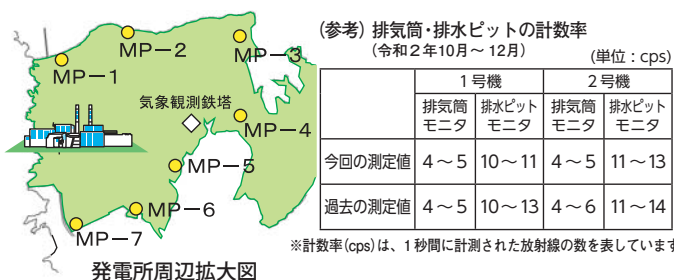 MP－1
MP－2
MP－3
気象観測鉄塔
MP－4
MP－5
MP－6
MP－7
発電所周辺拡大図
(参考) 排気筒・排水ピットの計数率
(令和2年10月～12月)
(単位：cps)
1号機 2号機
排気筒モニタ 排水ピットモニタ 排気筒モニタ 排水ピットモニタ
今回の測定値 4～5 10～11 4～5 11～13
過去の測定値 4～5 10～13 4～6 11～14
※計数率(cps)は、1秒間に計測された放射線の数を表しています